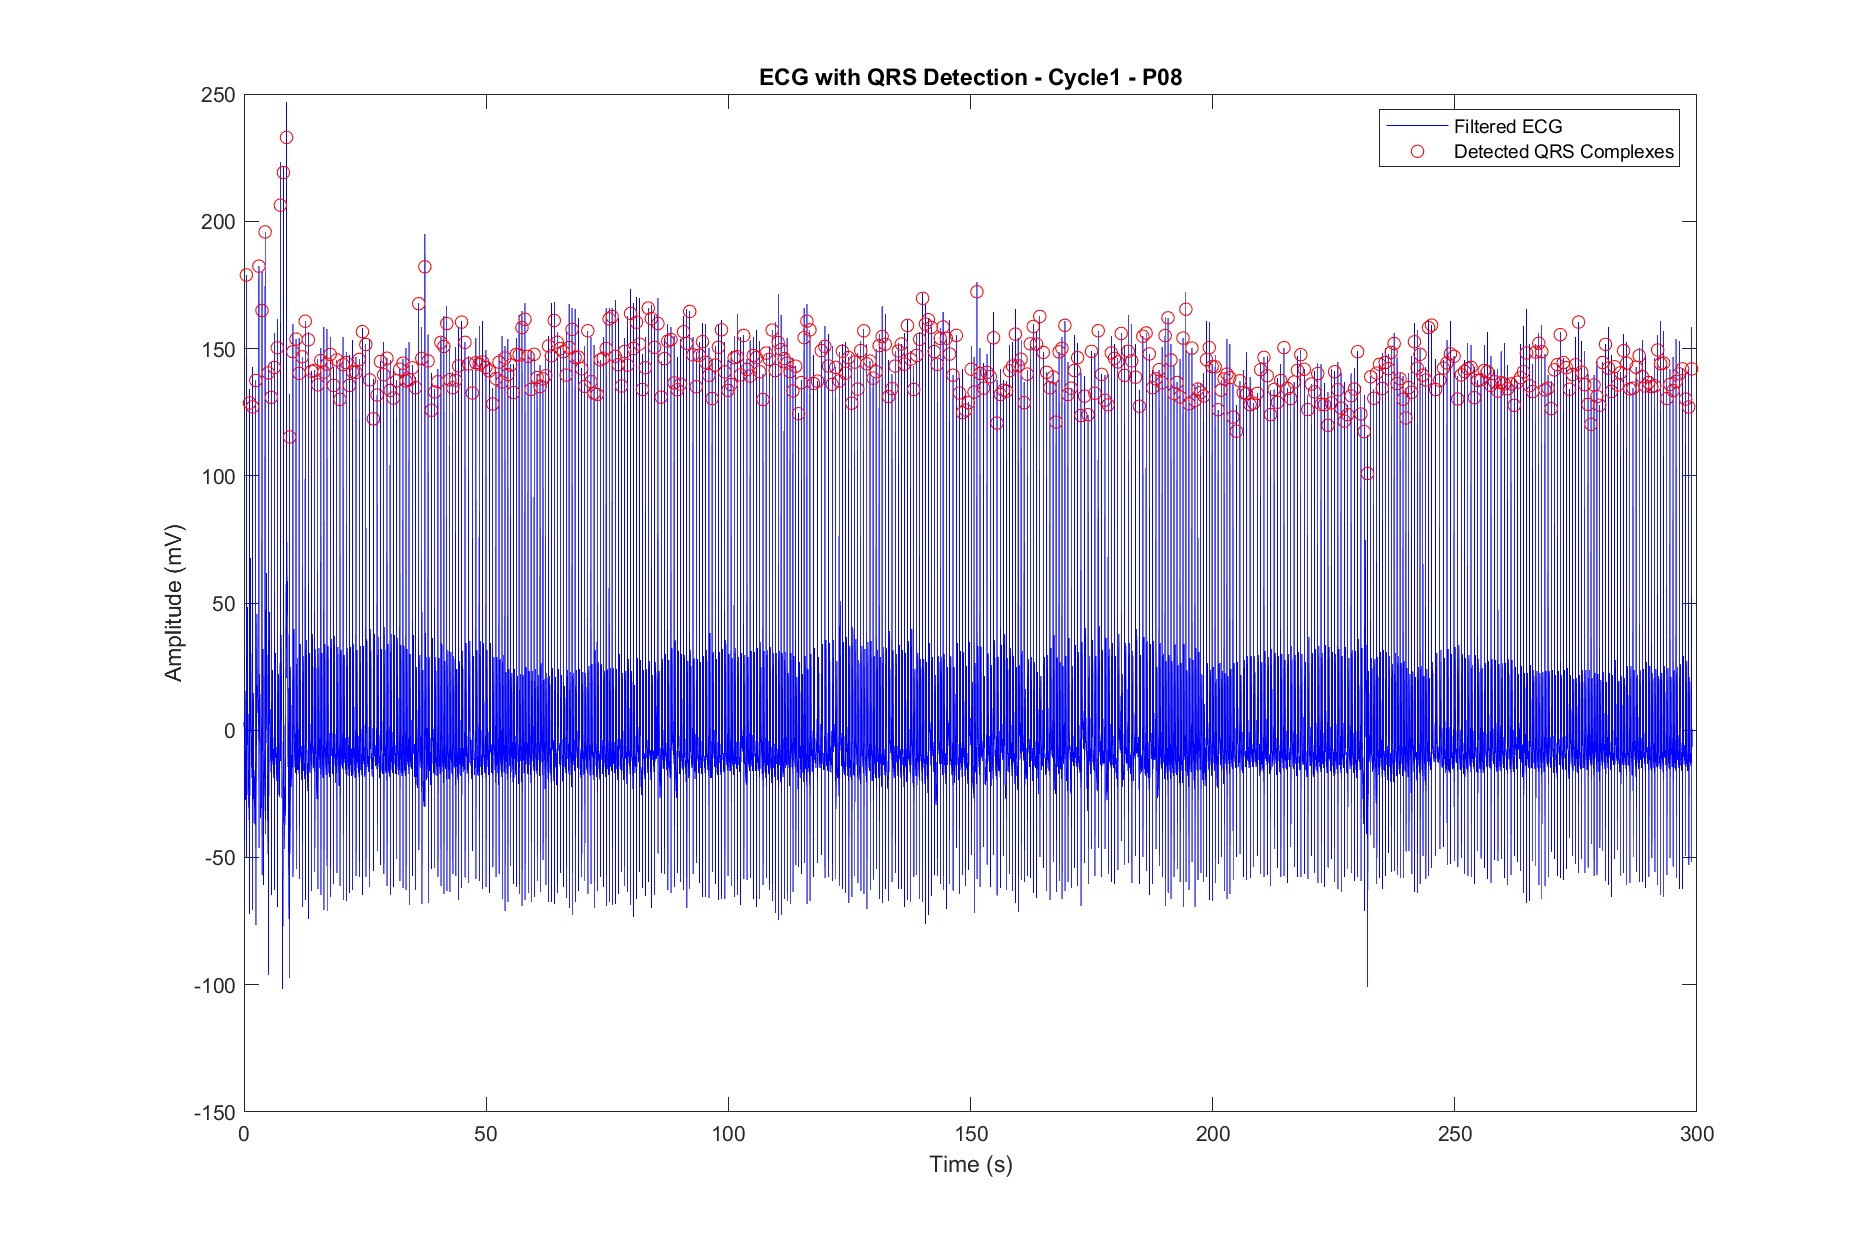 ECG with QRS Detection - Cycle1 - P08
250
200
150
100
50
0
-50
-100
-150
Amplitude (mV)
Filtered ECG
Detected QRS Complexes
0 50 100 150 200 250 300
Time (s)